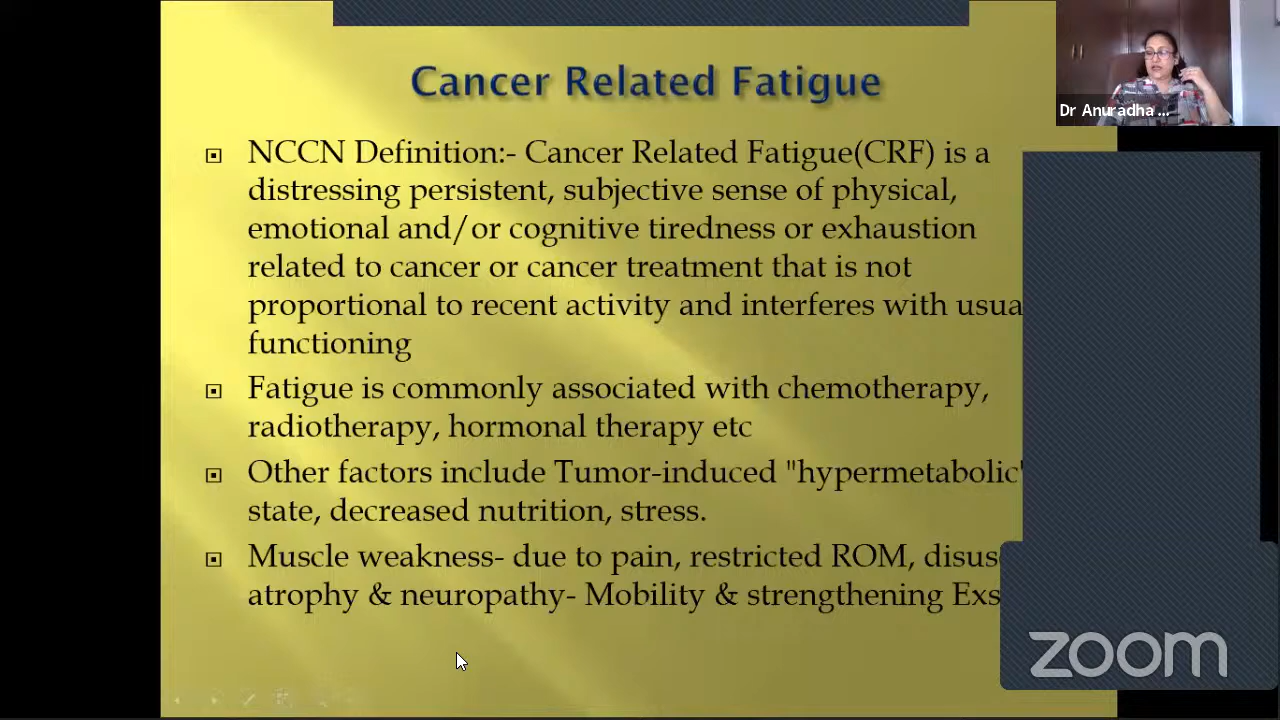 Cancer Related Fatigue
Dr Anuradha ...
NCCN Definition:- Cancer Related Fatigue(CRF) is a
distressing persistent, subjective sense of physical,
emotional and/or cognitive tiredness or exhaustion
related to cancer or cancer treatment that is not
proportional to recent activity and interferes with usua
functioning
Fatigue is commonly associated with chemotherapy,
radiotherapy, hormonal therapy etc
Other factors include Tumor-induced "hypermetabolic"
state, decreased nutrition, stress.
Muscle weakness- due to pain, restricted ROM, disus
atrophy & neuropathy- Mobility & strengthening Exs
zoom